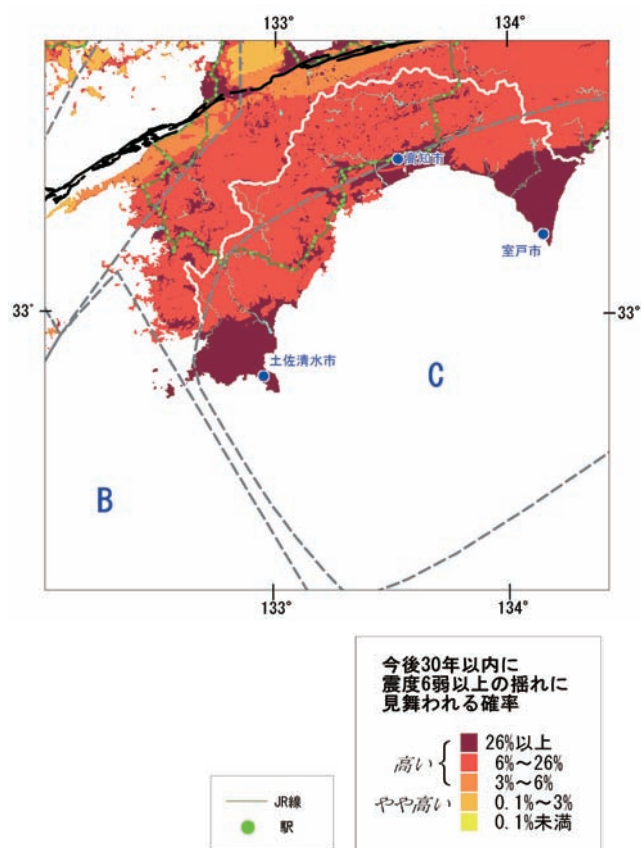 133°
134°
高知市
室戸市
33°
33°
土佐清水市
C
B
133°
134°
今後30年以内に
震度6弱以上の揺れに
見舞われる確率
高い
26%以上
6%～26%
3%～6%
やや高い
0.1%～3%
0.1%未満
JR線
駅